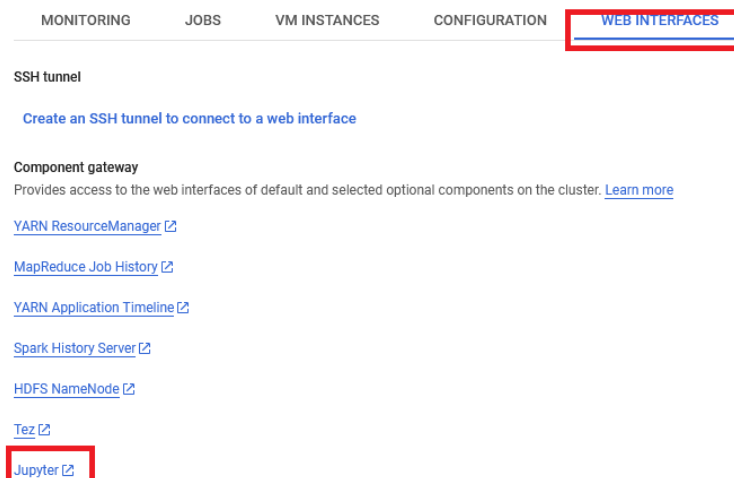 MONITORING JOBS VM INSTANCES CONFIGURATION WEB INTERFACES
SSH tunnel
Create an SSH tunnel to connect to a web interface
Component gateway
Provides access to the web interfaces of default and selected optional components on the cluster. Learn more
YARN ResourceManager
MapReduce Job History
YARN Application Timeline
Spark History Server
HDFS NameNode
Tez
Jupyter